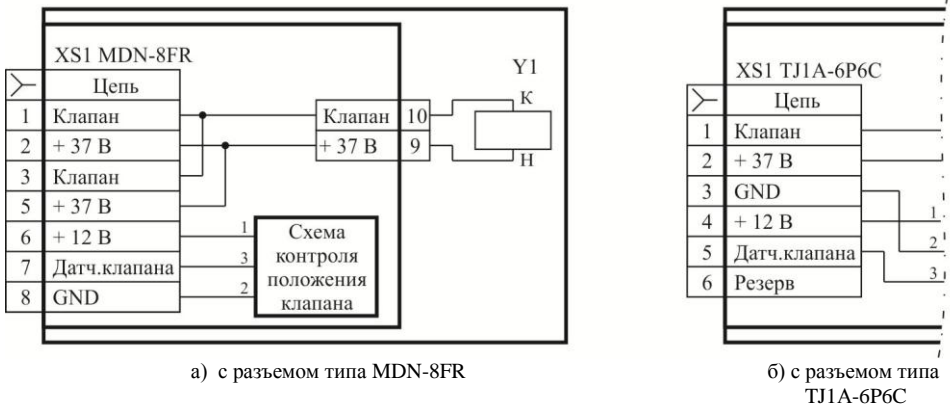 XS1 MDN-8FR
Цепь
1 Клапан
2 + 37 В
3 Клапан
5 + 37 В
6 + 12 В
7 Датч.клапана
8 GND
Клапан 10
+ 37 В 9
Y1
К
Н
1
3
2
Схема
контроля
положения
клапана
а) с разъемом типа MDN-8FR
XS1 TJ1A-6P6C
Цепь
1 Клапан
2 + 37 В
3 GND
4 + 12 В
5 Датч.клапана
6 Резерв
1
2
3
б) с разъемом типа
TJ1A-6P6C